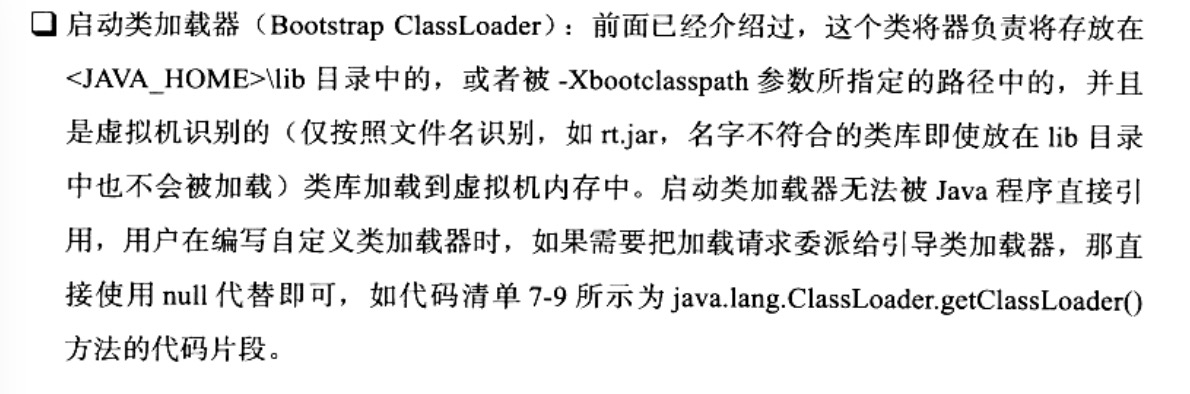 ❑ 启动类加载器（Bootstrap ClassLoader）：前面已经介绍过，这个类将器负责将存放在
<JAVA_HOME>\lib 目录中的，或者被 -Xbootclasspath 参数所指定的路径中的，并且
是虚拟机识别的（仅按照文件名识别，如 rt.jar，名字不符合的类库即使放在 lib 目录
中也不会被加载）类库加载到虚拟机内存中。启动类加载器无法被 Java 程序直接引
用，用户在编写自定义类加载器时，如果需要把加载请求委派给引导类加载器，那直
接使用 null 代替即可，如代码清单 7-9 所示为 java.lang.ClassLoader.getClassLoader()
方法的代码片段。